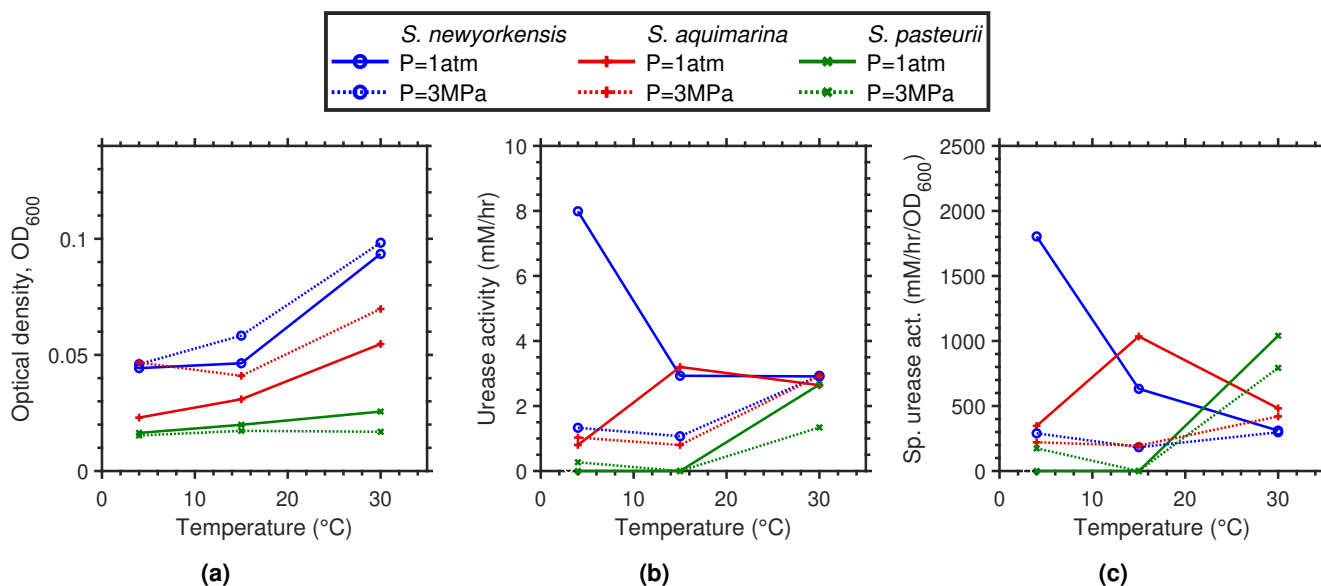 S. newyorkensis S. aquimarina S. pasteurii
P=1atm P=1atm P=1atm
P=3MPa P=3MPa P=3MPa
Optical density, OD600
0.1
0.05
0
0 10 20 30
Temperature (°C)
(a)
Urease activity (mM/hr)
10
8
6
4
2
0
0 10 20 30
Temperature (°C)
(b)
Sp. urease act. (mM/hr/OD600)
2500
2000
1500
1000
500
0
0 10 20 30
Temperature (°C)
(c)